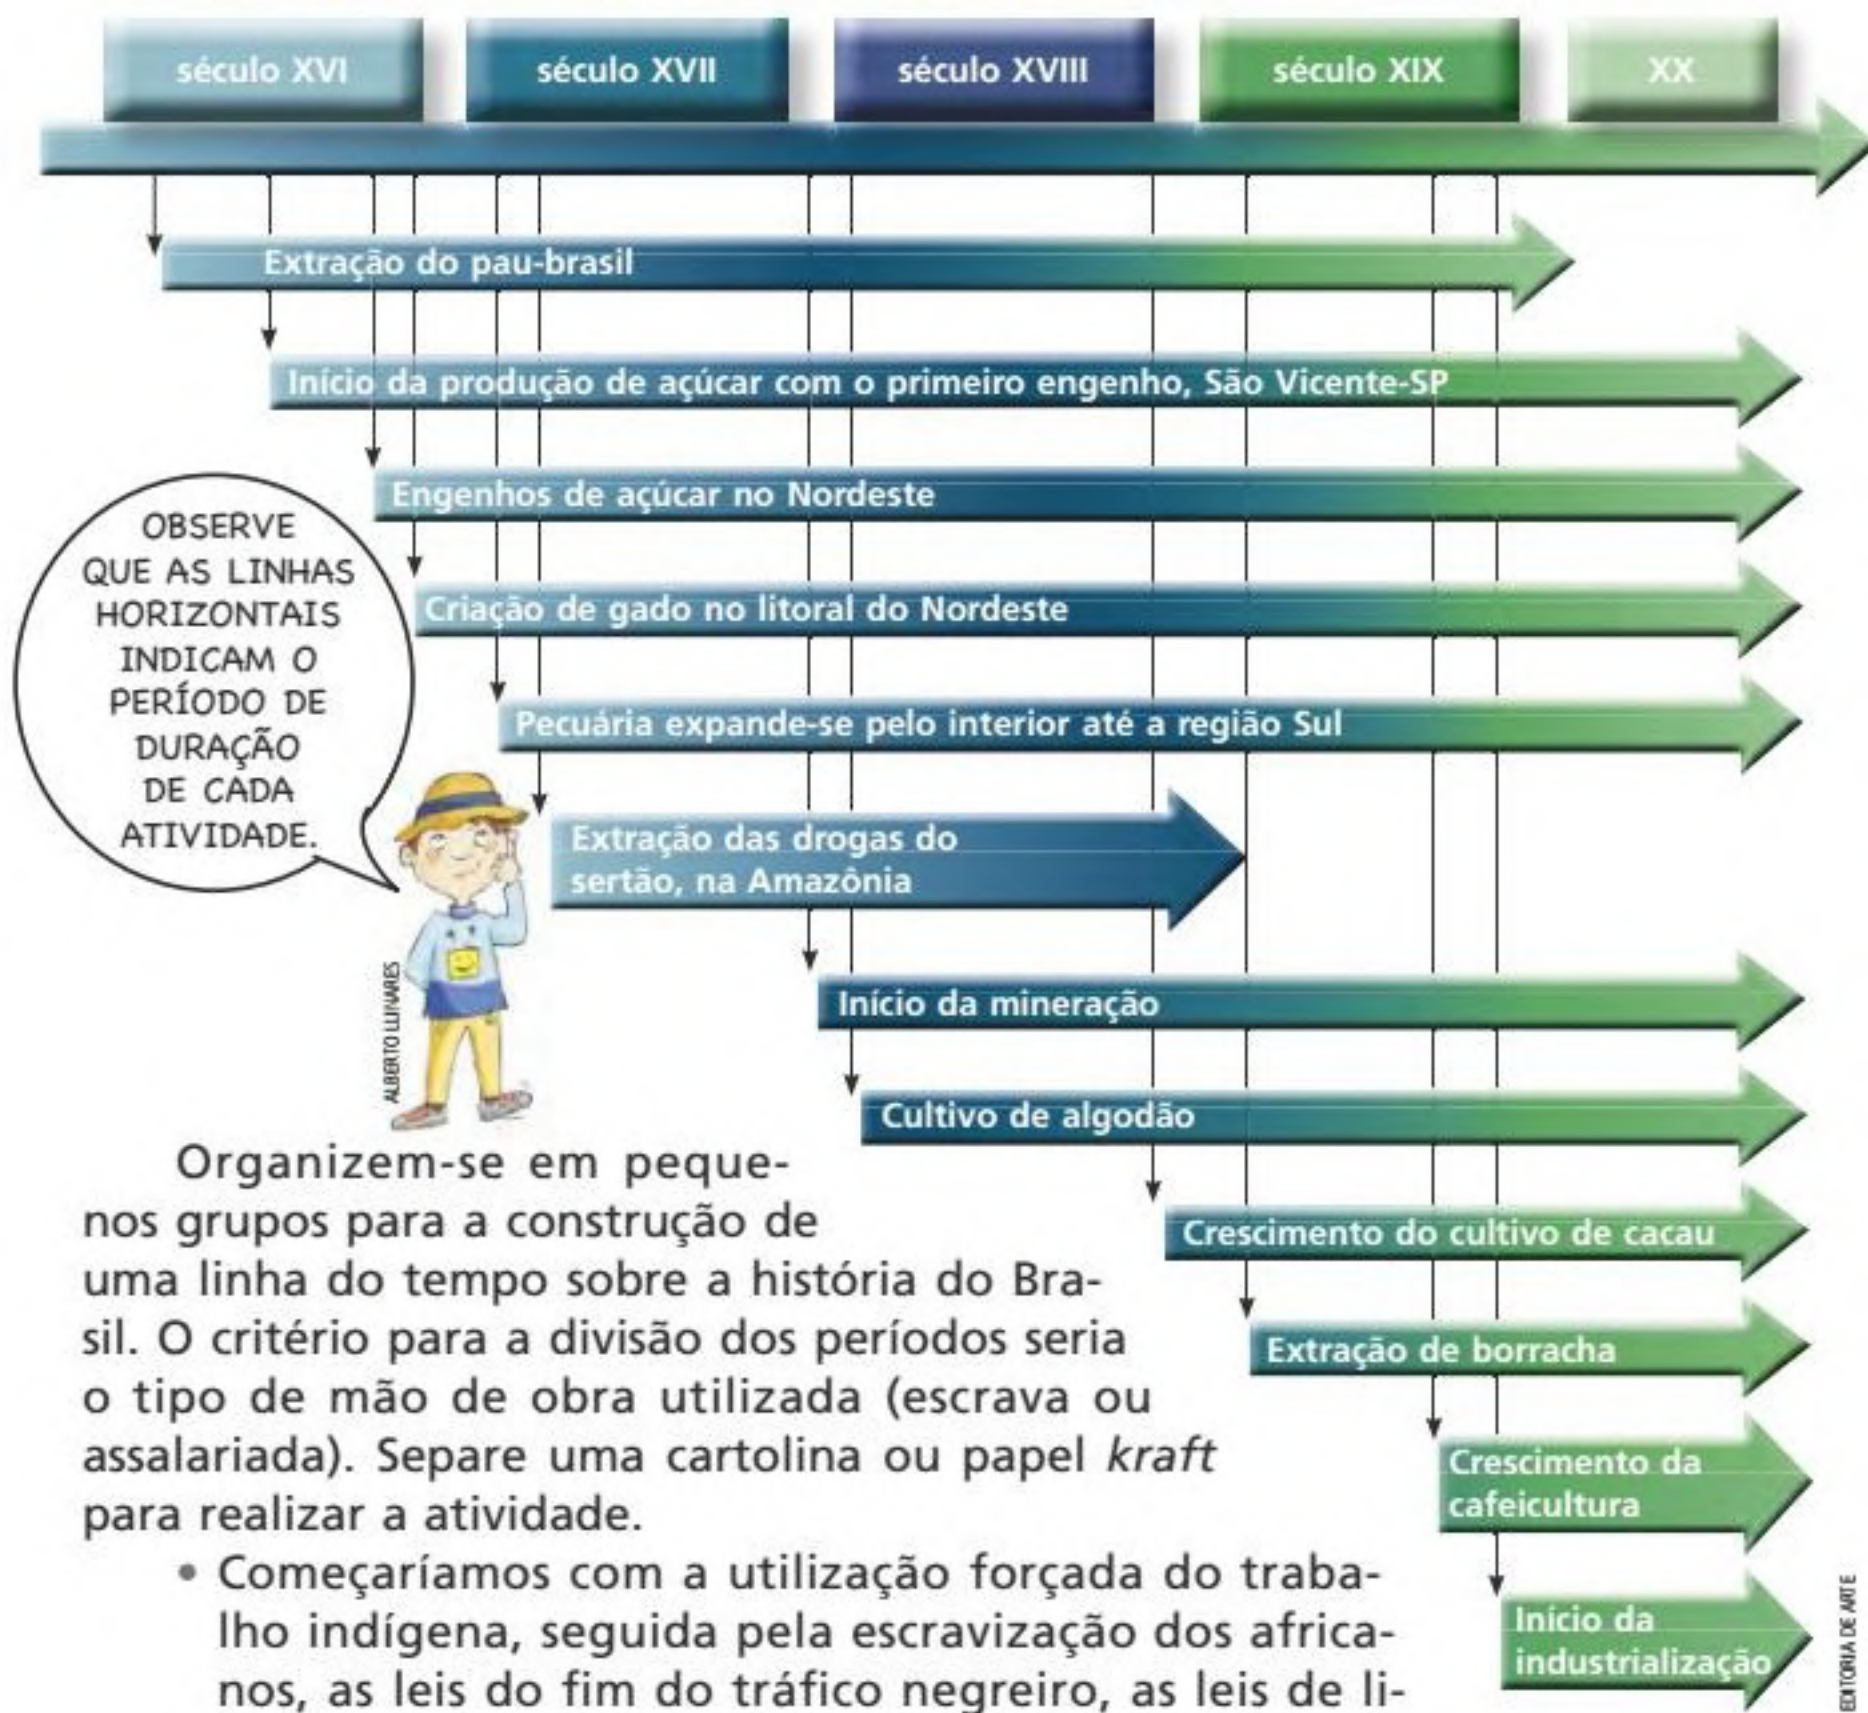 século XVI
século XVII
século XVIII
século XIX
XX
Extração do pau-brasil
Início da produção de açúcar com o primeiro engenho, São Vicente-SP
Engenhos de açúcar no Nordeste
Criação de gado no litoral do Nordeste
Pecuária expande-se pelo interior até a região Sul
Extração das drogas do
sertão, na Amazônia
Início da mineração
Cultivo de algodão
Crescimento do cultivo de cacau
Extração de borracha
Crescimento da
cafeicultura
Início da
industrialização
OBSERVE
QUE AS LINHAS
HORIZONTAIS
INDICAM O
PERÍODO DE
DURAÇÃO
DE CADA
ATIVIDADE.
ALBERTO LLINARES
Organizem-se em peque-
nos grupos para a construção de
uma linha do tempo sobre a história do Bra-
sil. O critério para a divisão dos períodos seria
o tipo de mão de obra utilizada (escrava ou
assalariada). Separe uma cartolina ou papel kraft
para realizar a atividade.
• Começaríamos com a utilização forçada do traba-
lho indígena, seguida pela escravização dos africa-
nos, as leis do fim do tráfico negreiro, as leis de li-
EDITORIA DE ARTE